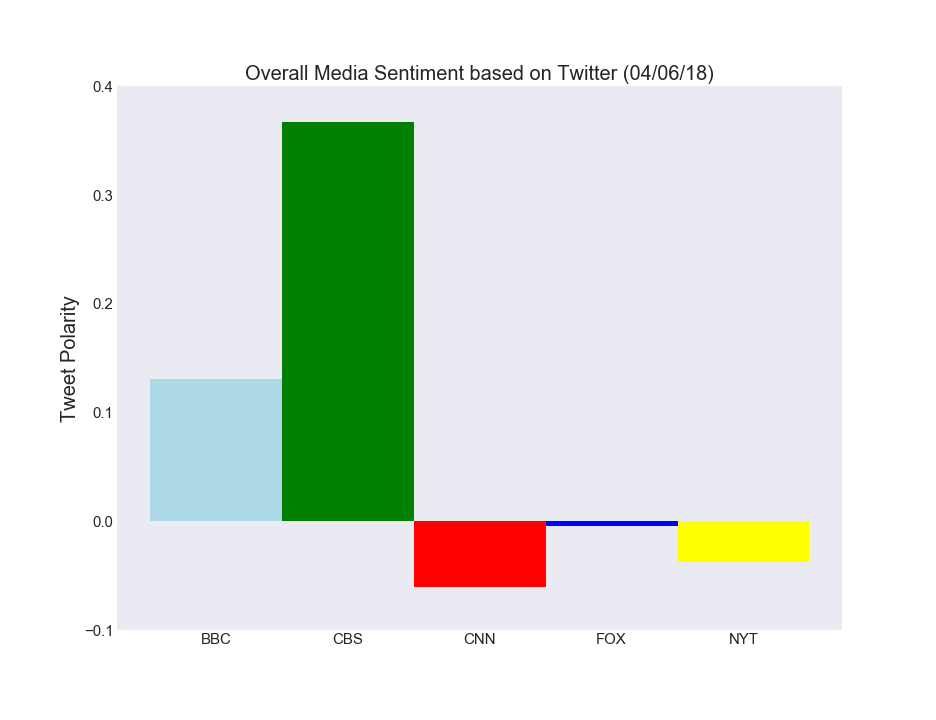 Overall Media Sentiment based on Twitter (04/06/18)
0.4
0.3
0.2
0.1
0.0
−0.1
Tweet Polarity
BBC CBS CNN FOX NYT